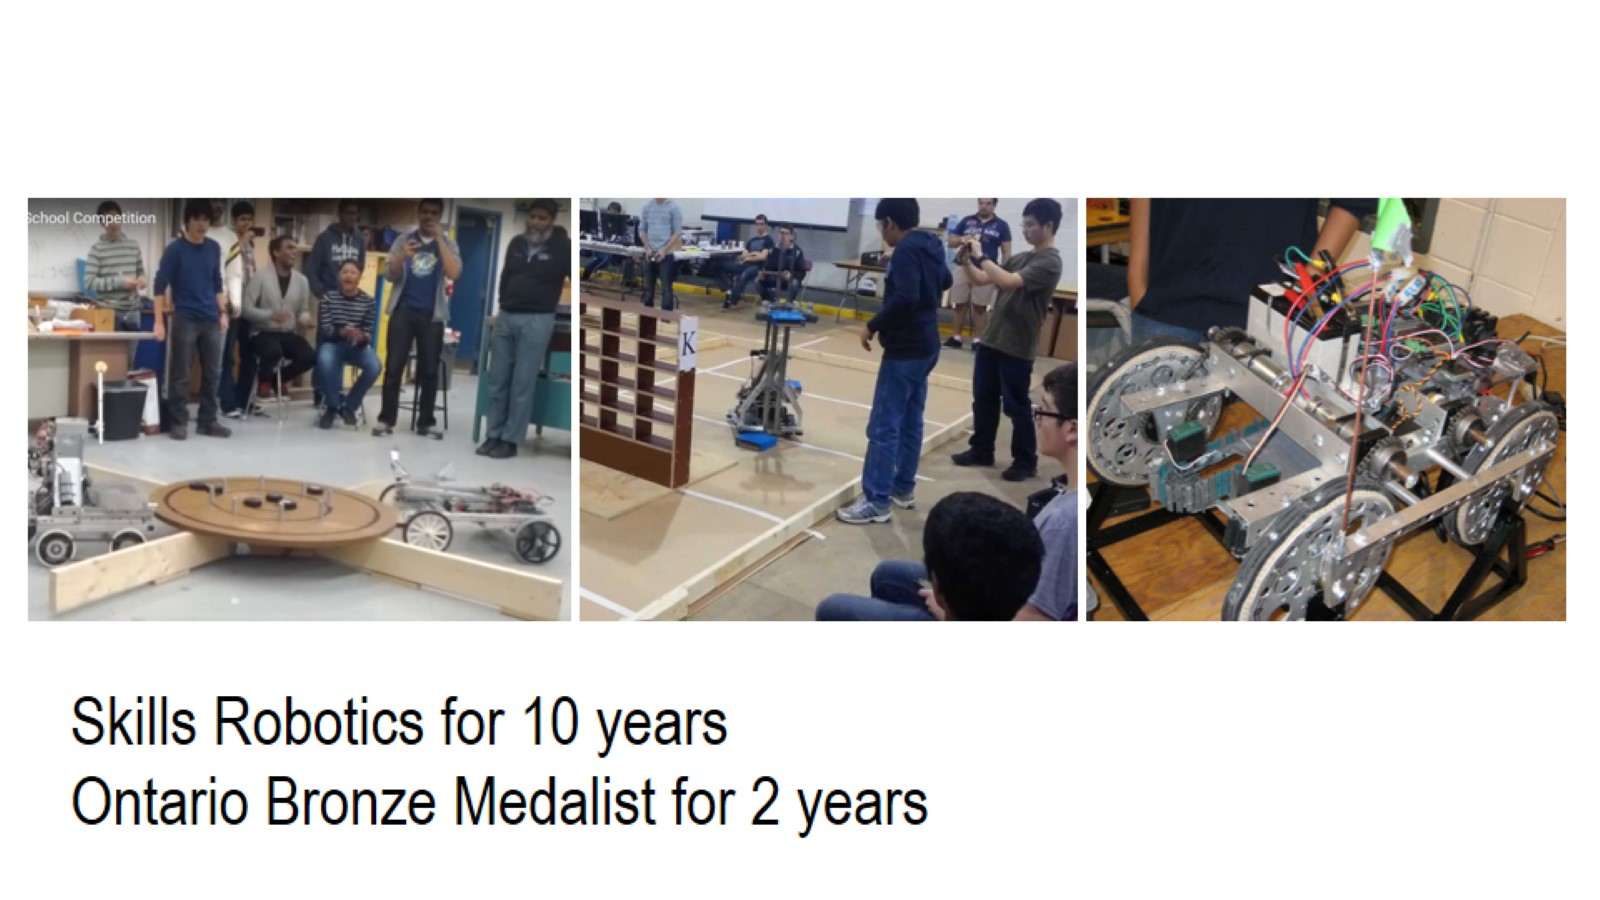 School Competition
K
Skills Robotics for 10 years
Ontario Bronze Medalist for 2 years